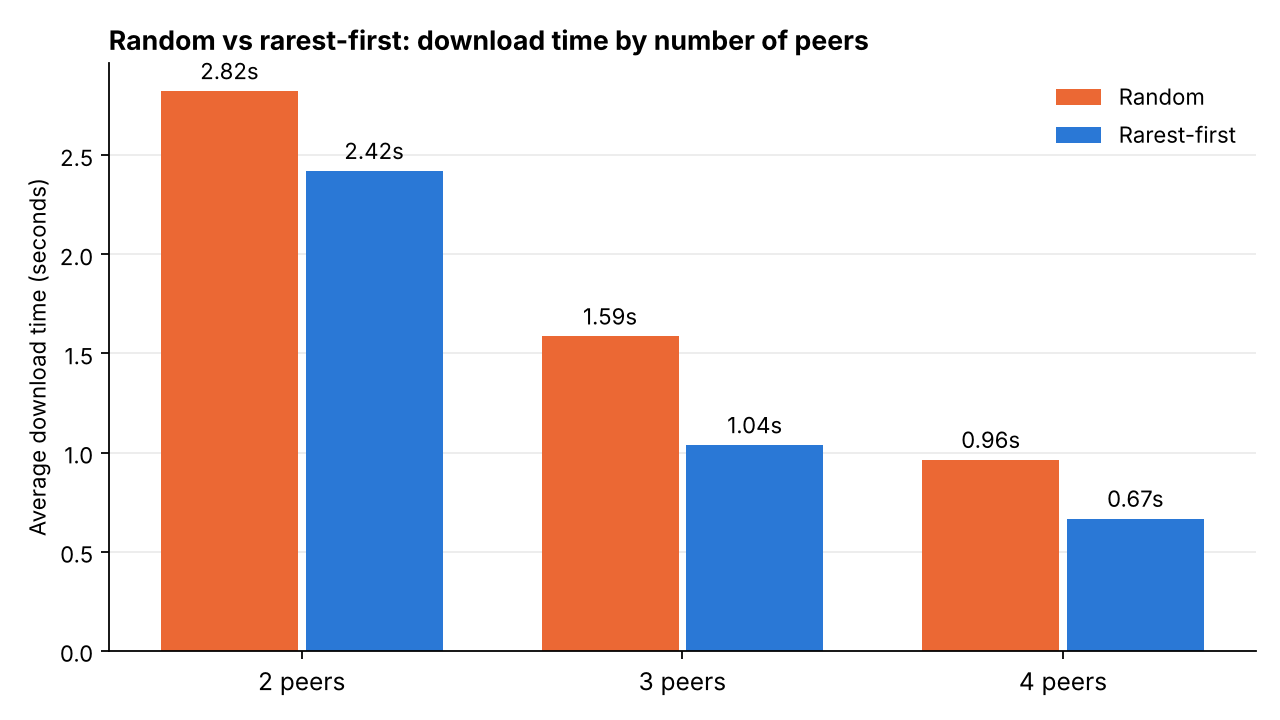 Random vs rarest-first: download time by number of peers
2.82s
Random
Rarest-first
2.42s
2.5
2.0
1.59s
1.5
1.04s
0.96s
1.0
0.67s
0.5
0.0
Average download time (seconds)
2 peers
3 peers
4 peers